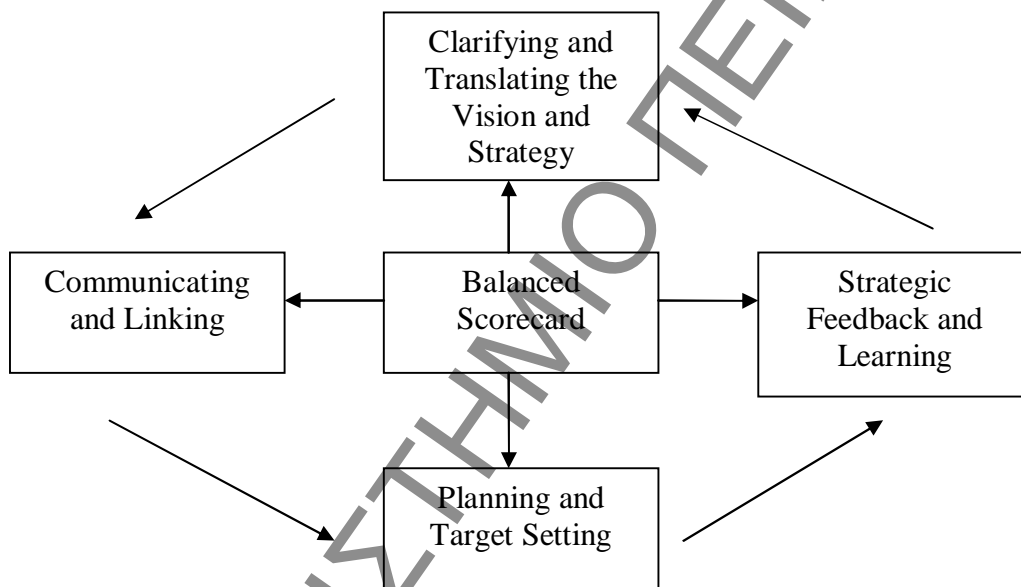 Clarifying and
Translating the
Vision and
Strategy
Communicating
and Linking
Balanced
Scorecard
Strategic
Feedback and
Learning
Planning and
Target Setting